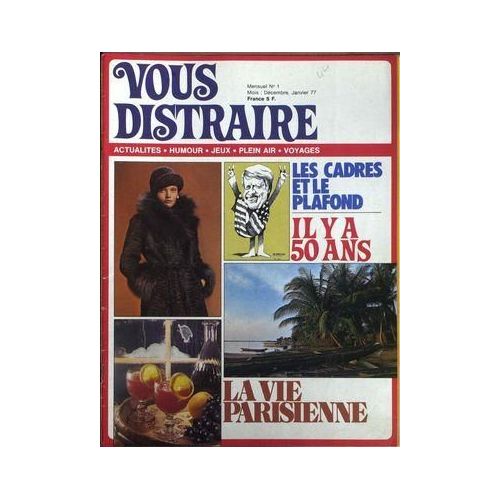 VOUS
DISTRAIRE
Mensuel N° 1
Mois : Décembre, Janvier 77
France 5 F.
ACTUALITES • HUMOUR • JEUX • PLEIN AIR • VOYAGES
LES CADRES
ET LE
PLAFOND
IL Y A
50 ANS
LA VIE
PARISIENNE